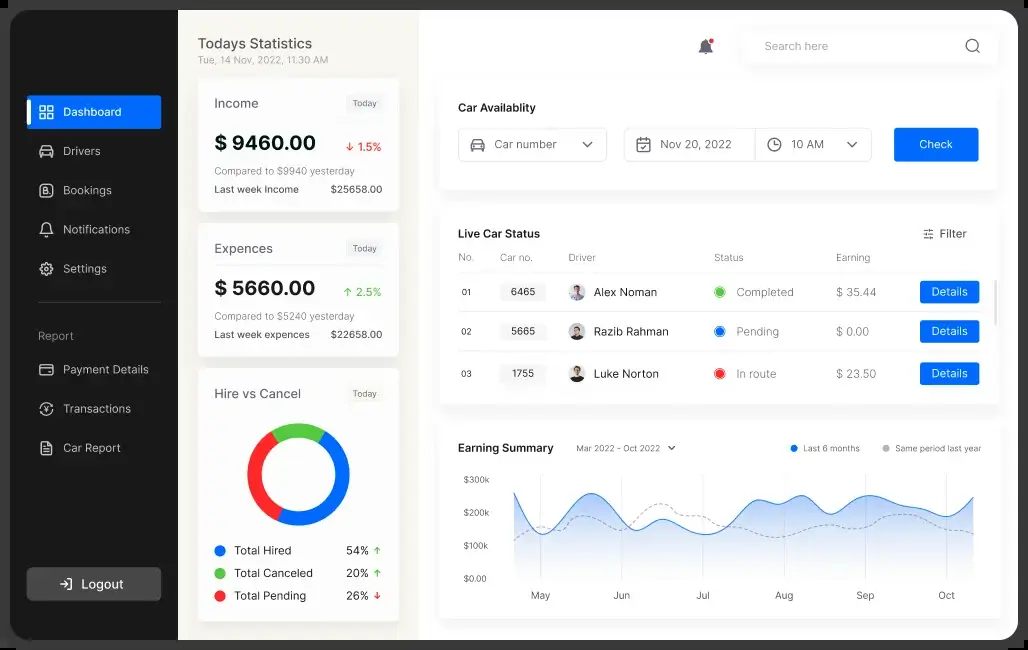 Dashboard
Drivers
Bookings
Notifications
Settings
Report
Payment Details
Transactions
Car Report
Logout
Todays Statistics
Tue, 14 Nov, 2022, 11.30 AM
Income Today
$ 9460.00 ↓ 1.5%
Compared to $9940 yesterday
Last week Income $25658.00
Expences Today
$ 5660.00 ↑ 2.5%
Compared to $5240 yesterday
Last week expences $22658.00
Hire vs Cancel Today
Total Hired 54% ↑
Total Canceled 20% ↑
Total Pending 26% ↓
Search here
Car Availablity
Car number Nov 20, 2022 10 AM Check
Live Car Status Filter
No. Car no. Driver Status Earning
01 6465 Alex Noman Completed $ 35.44 Details
02 5665 Razib Rahman Pending $ 0.00 Details
03 1755 Luke Norton In route $ 23.50 Details
Earning Summary Mar 2022 - Oct 2022 Last 6 months Same period last year
$300k
$200k
$100k
$0.00
May Jun Jul Aug Sep Oct